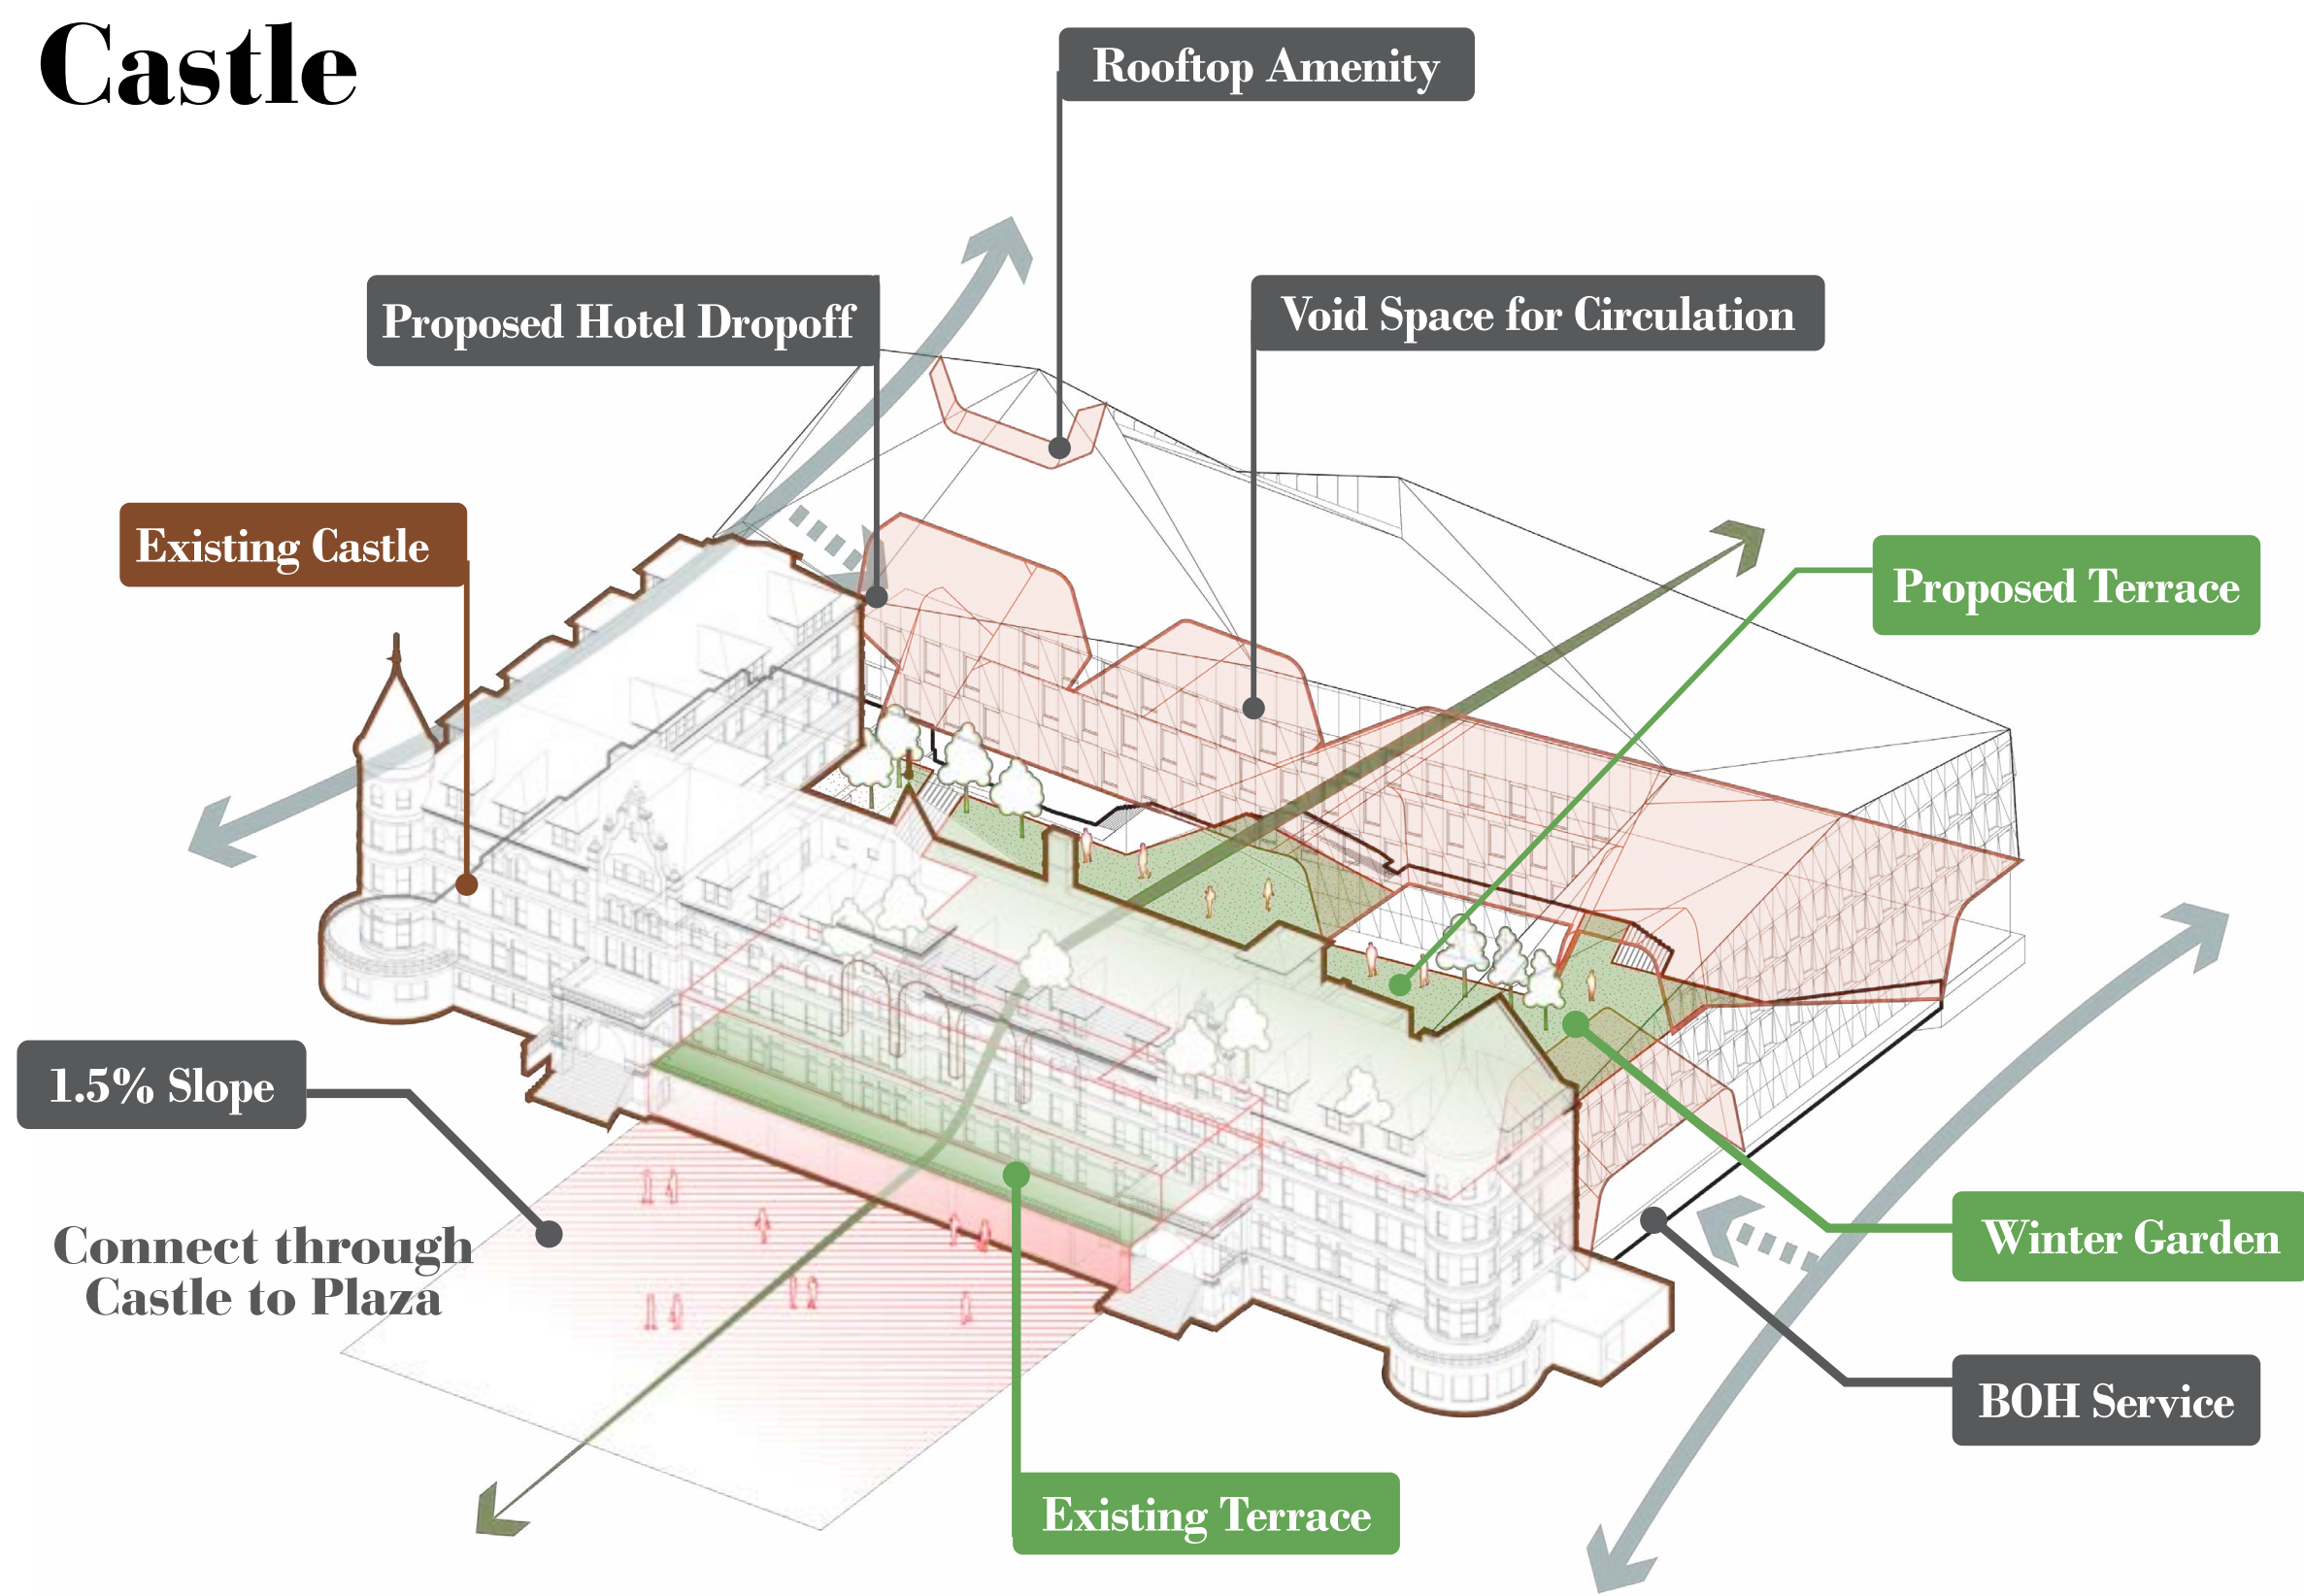 Castle
Rooftop Amenity
Proposed Hotel Dropoff
Void Space for Circulation
Existing Castle
Proposed Terrace
1.5% Slope
Connect through
Castle to Plaza
Winter Garden
BOH Service
Existing Terrace